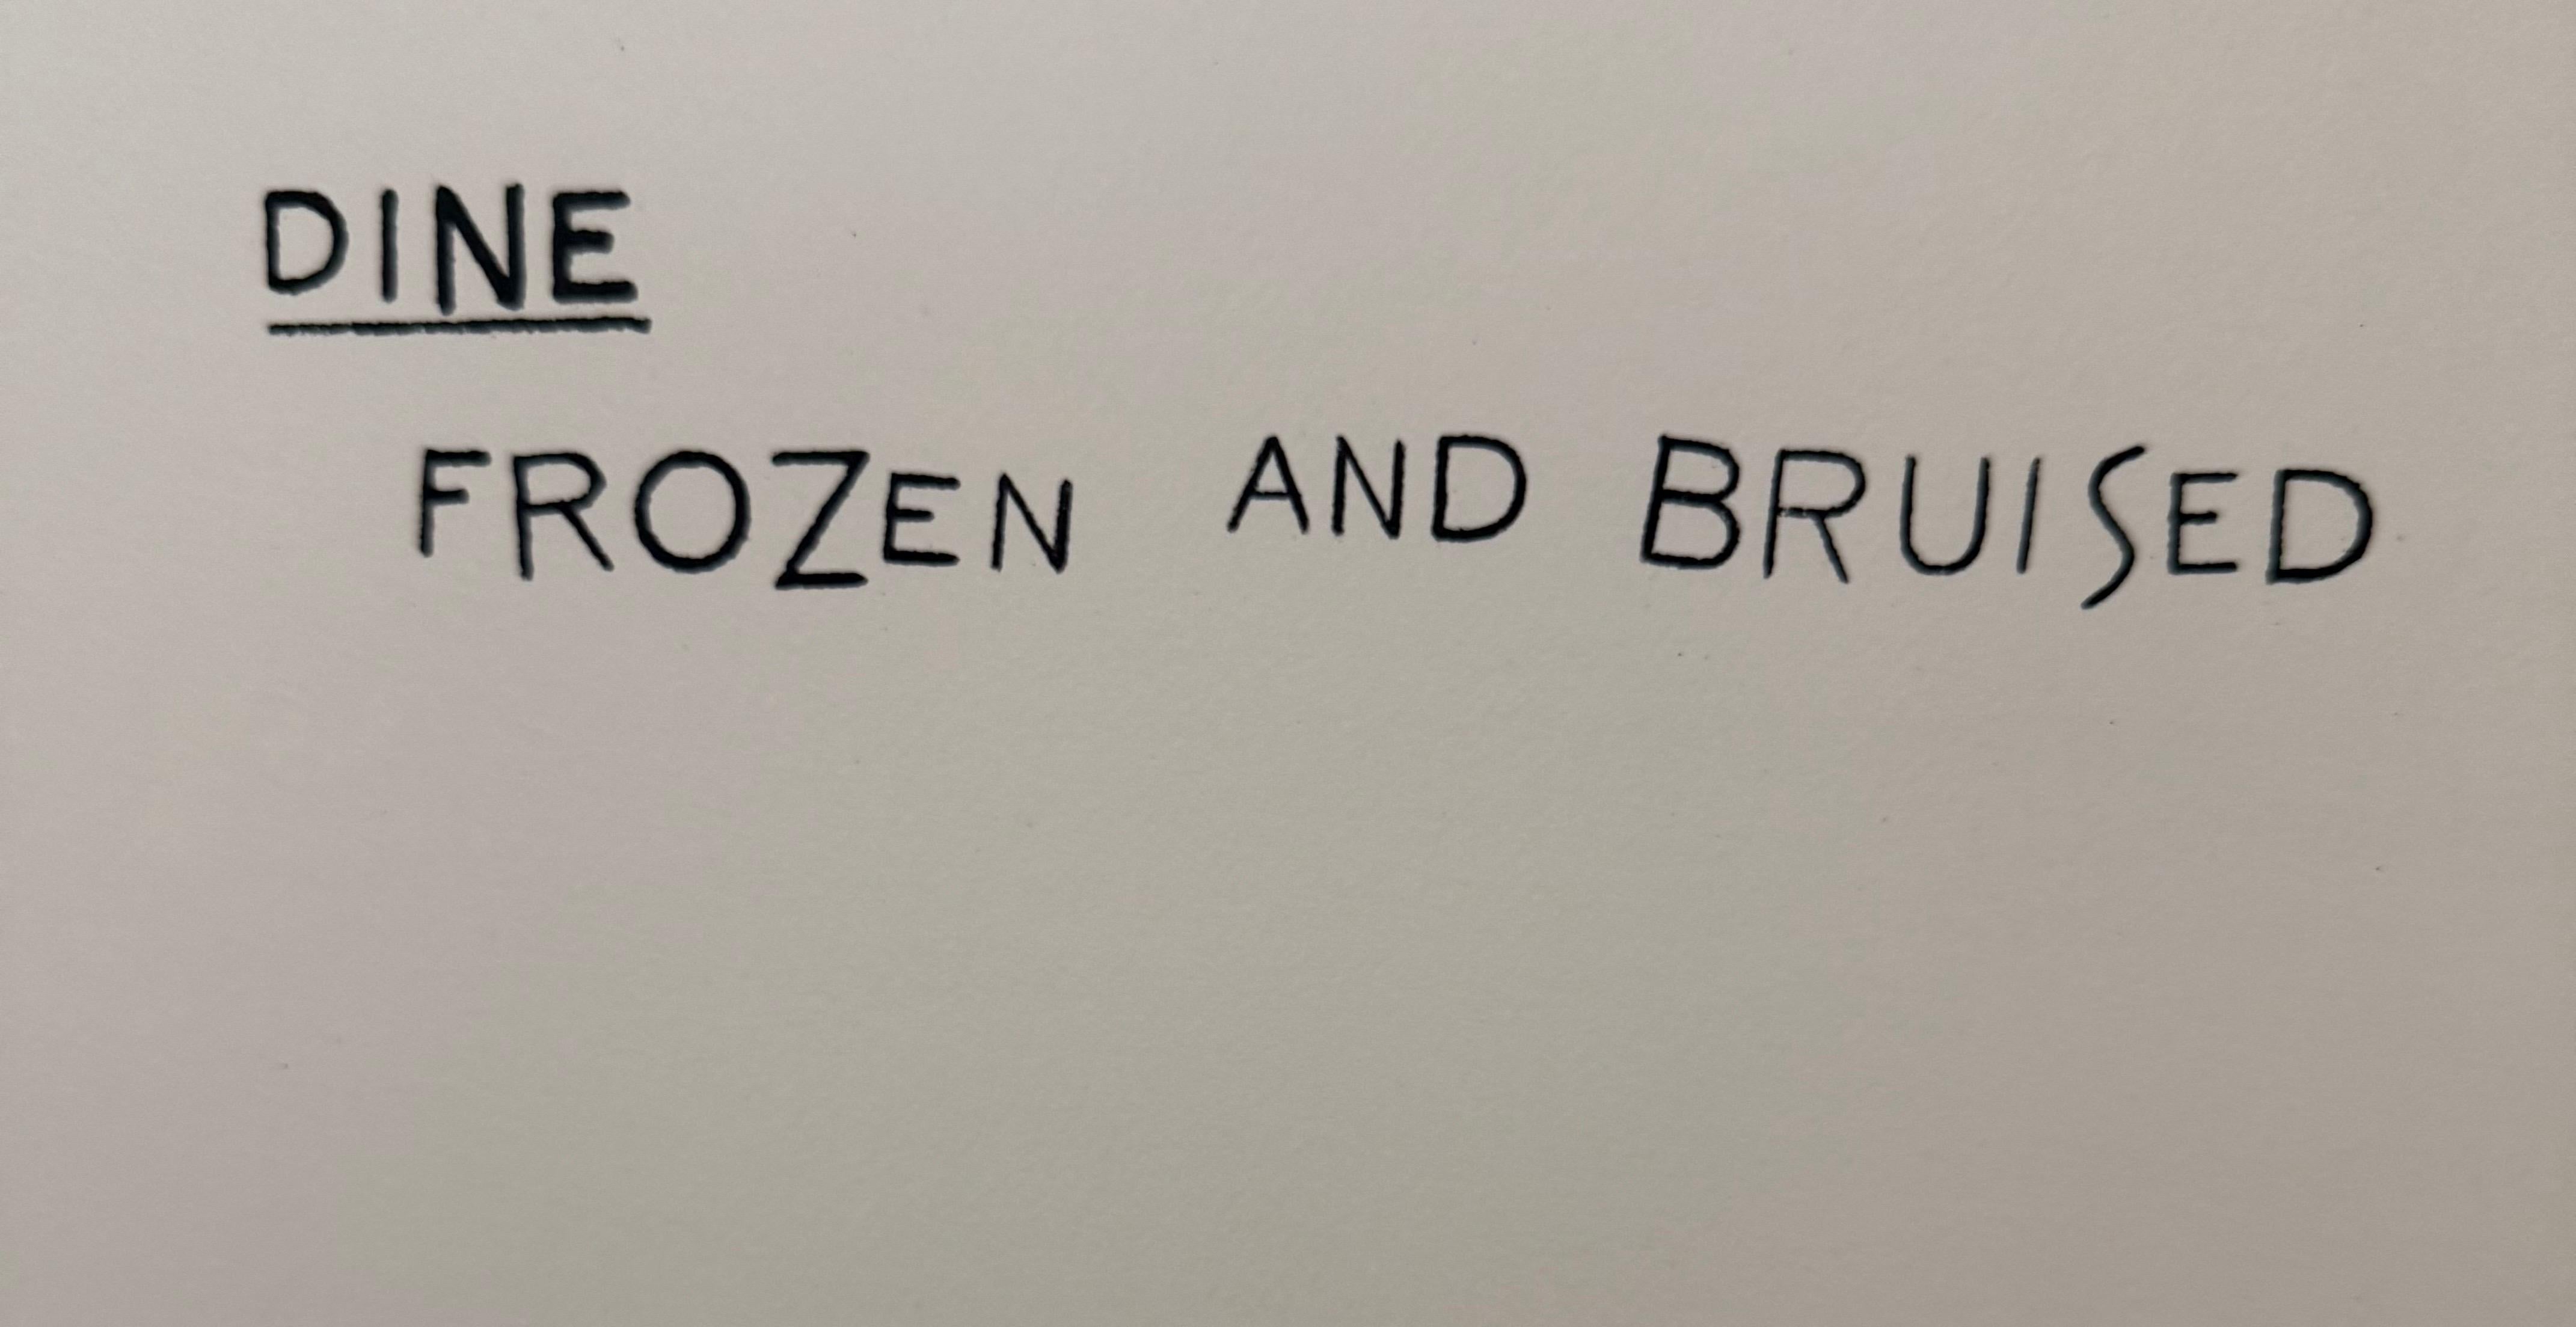 DINE
FROZEN AND BRUISED